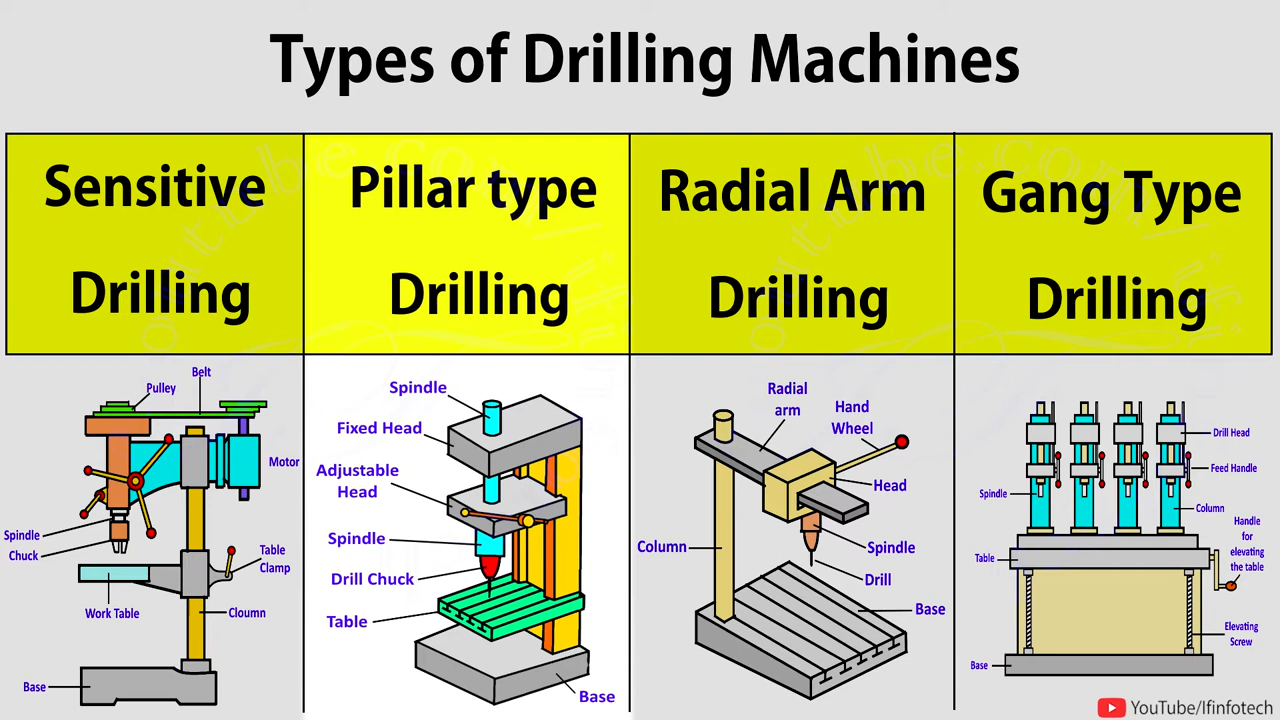 Types of Drilling Machines
Sensitive
Drilling
Pillar type
Drilling
Radial Arm
Drilling
Gang Type
Drilling
Belt
Pulley
Motor
Spindle
Chuck
Table
Clamp
Work Table
Cloumn
Base
Spindle
Fixed Head
Adjustable
Head
Spindle
Drill Chuck
Table
Base
Radial
arm
Hand
Wheel
Head
Column
Spindle
Drill
Base
Drill Head
Feed Handle
Spindle
Column
Handle
for
elevating
the table
Table
Elevating
Screw
Base
YouTube/Ifinfotech